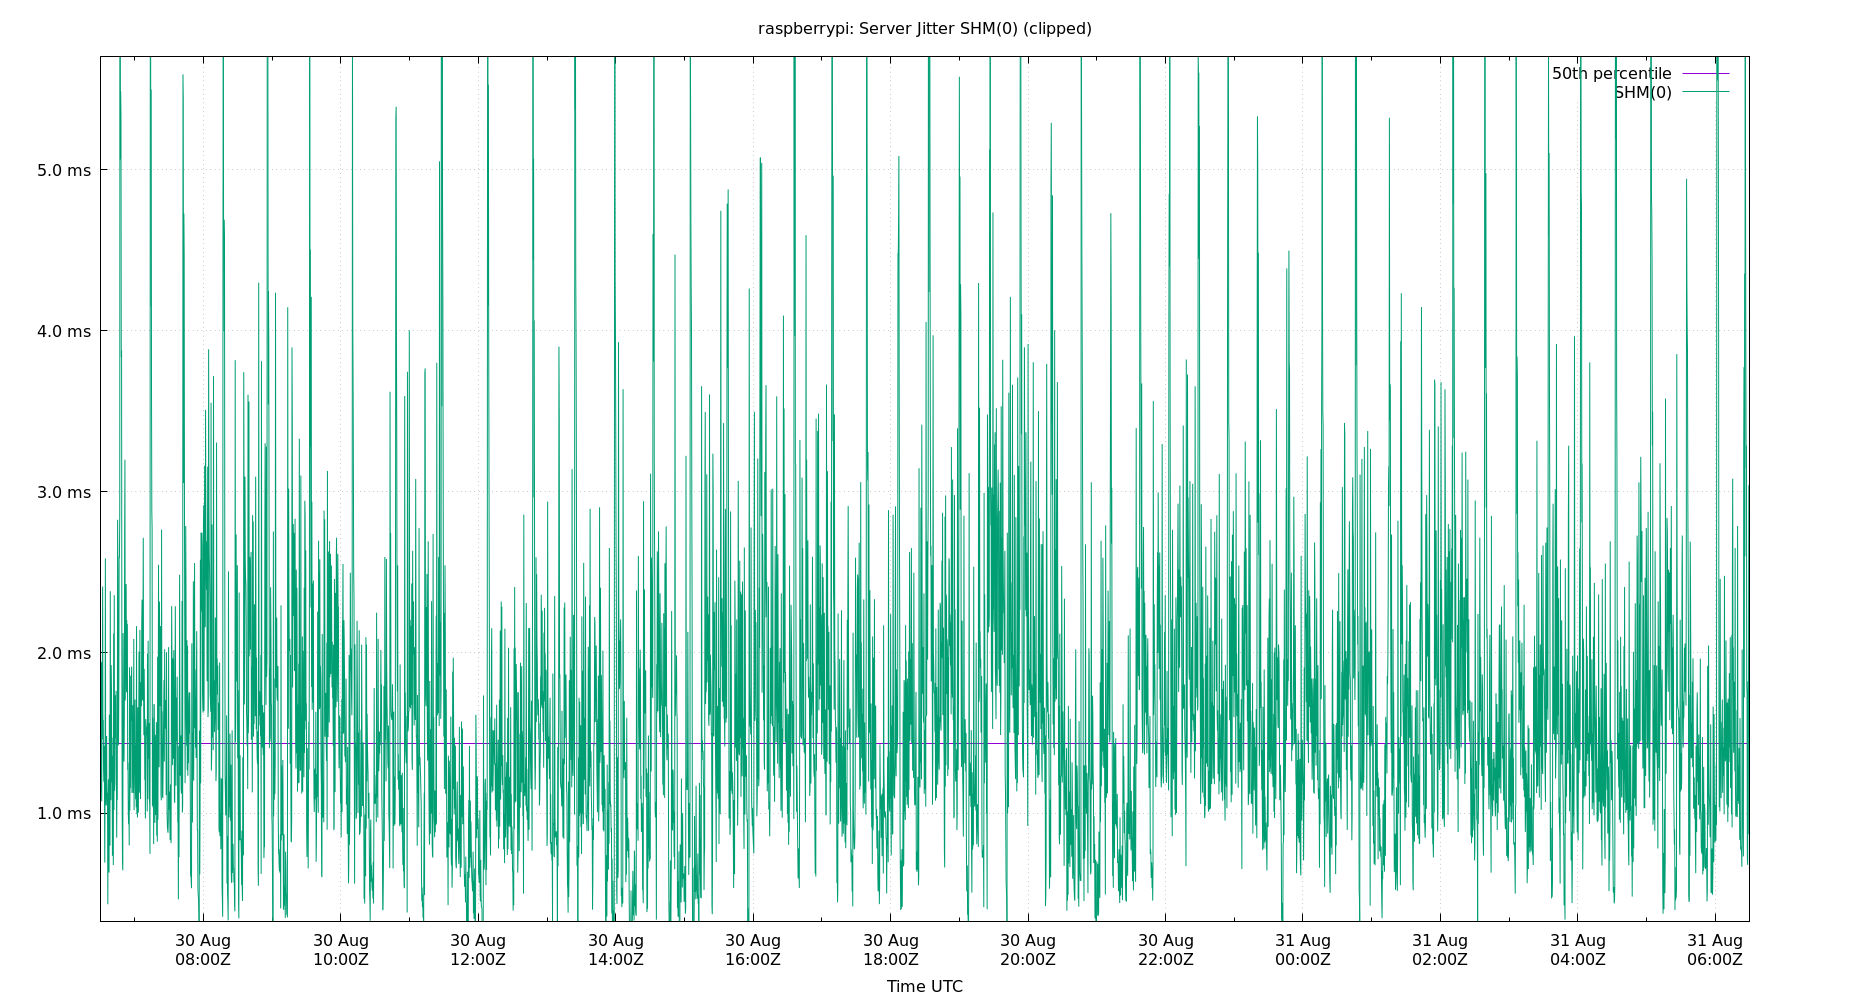 raspberrypi: Server Jitter SHM(0) (clipped)
50th percentile
SHM(0)
5.0 ms
4.0 ms
3.0 ms
2.0 ms
1.0 ms
30 Aug 30 Aug 30 Aug 30 Aug 30 Aug 30 Aug 30 Aug 30 Aug 31 Aug 31 Aug 31 Aug 31 Aug
08:00Z 10:00Z 12:00Z 14:00Z 16:00Z 18:00Z 20:00Z 22:00Z 00:00Z 02:00Z 04:00Z 06:00Z
Time UTC